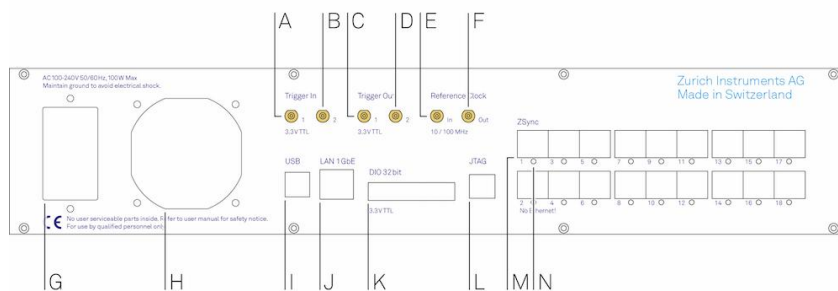 A B C D E F
AC 100-240V 50/60Hz, 100W Max
Maintain ground to avoid electrical shock.
Zurich Instruments AG
Made in Switzerland
Trigger In
Trigger Out
Reference Clock
1 2 1 2 In Out
3.3V TTL
3.3V TTL
10 / 100 MHz
ZSync
USB
LAN 1GbE
DIO 32bit
JTAG
1 3 5 7 9 11 13 15 17
3.3V TTL
2 4 6 8 10 12 14 16 18
No Ethernet!
CE No user serviceable parts inside. Refer to user manual for safety notice.
For use by qualified personnel only.
G H I J K L M N